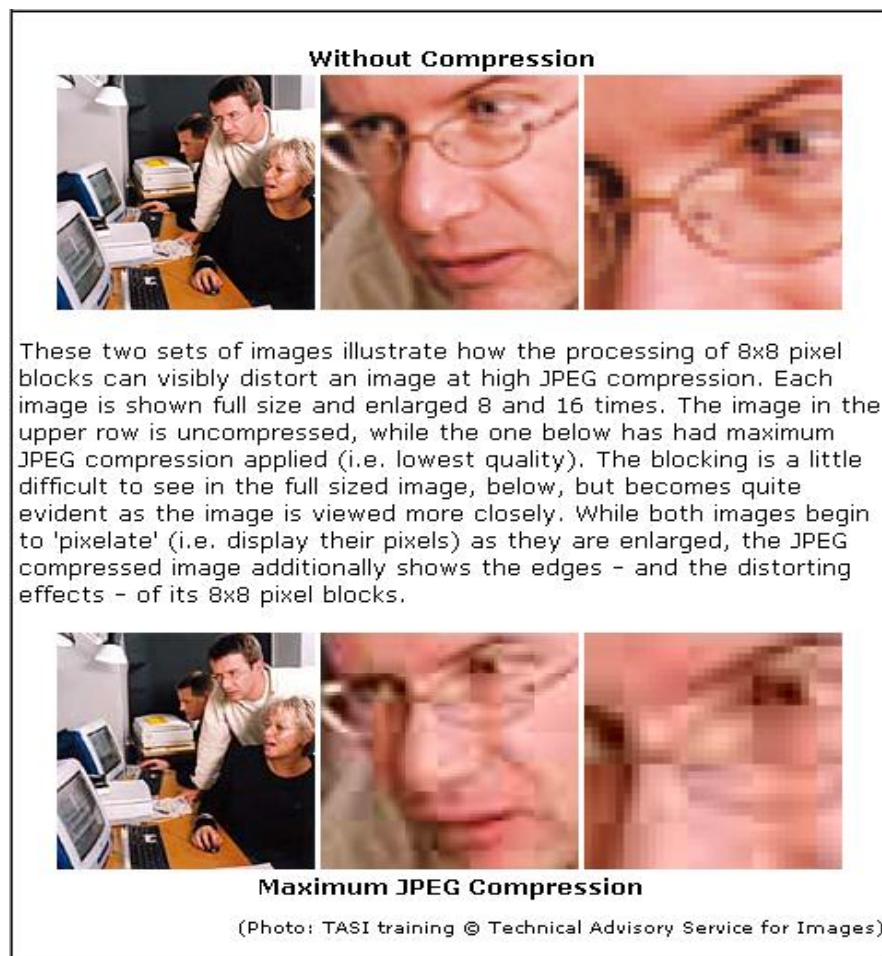 Without Compression
These two sets of images illustrate how the processing of 8x8 pixel
blocks can visibly distort an image at high JPEG compression. Each
image is shown full size and enlarged 8 and 16 times. The image in the
upper row is uncompressed, while the one below has had maximum
JPEG compression applied (i.e. lowest quality). The blocking is a little
difficult to see in the full sized image, below, but becomes quite
evident as the image is viewed more closely. While both images begin
to 'pixelate' (i.e. display their pixels) as they are enlarged, the JPEG
compressed image additionally shows the edges – and the distorting
effects – of its 8x8 pixel blocks.
Maximum JPEG Compression
(Photo: TASI training © Technical Advisory Service for Images)